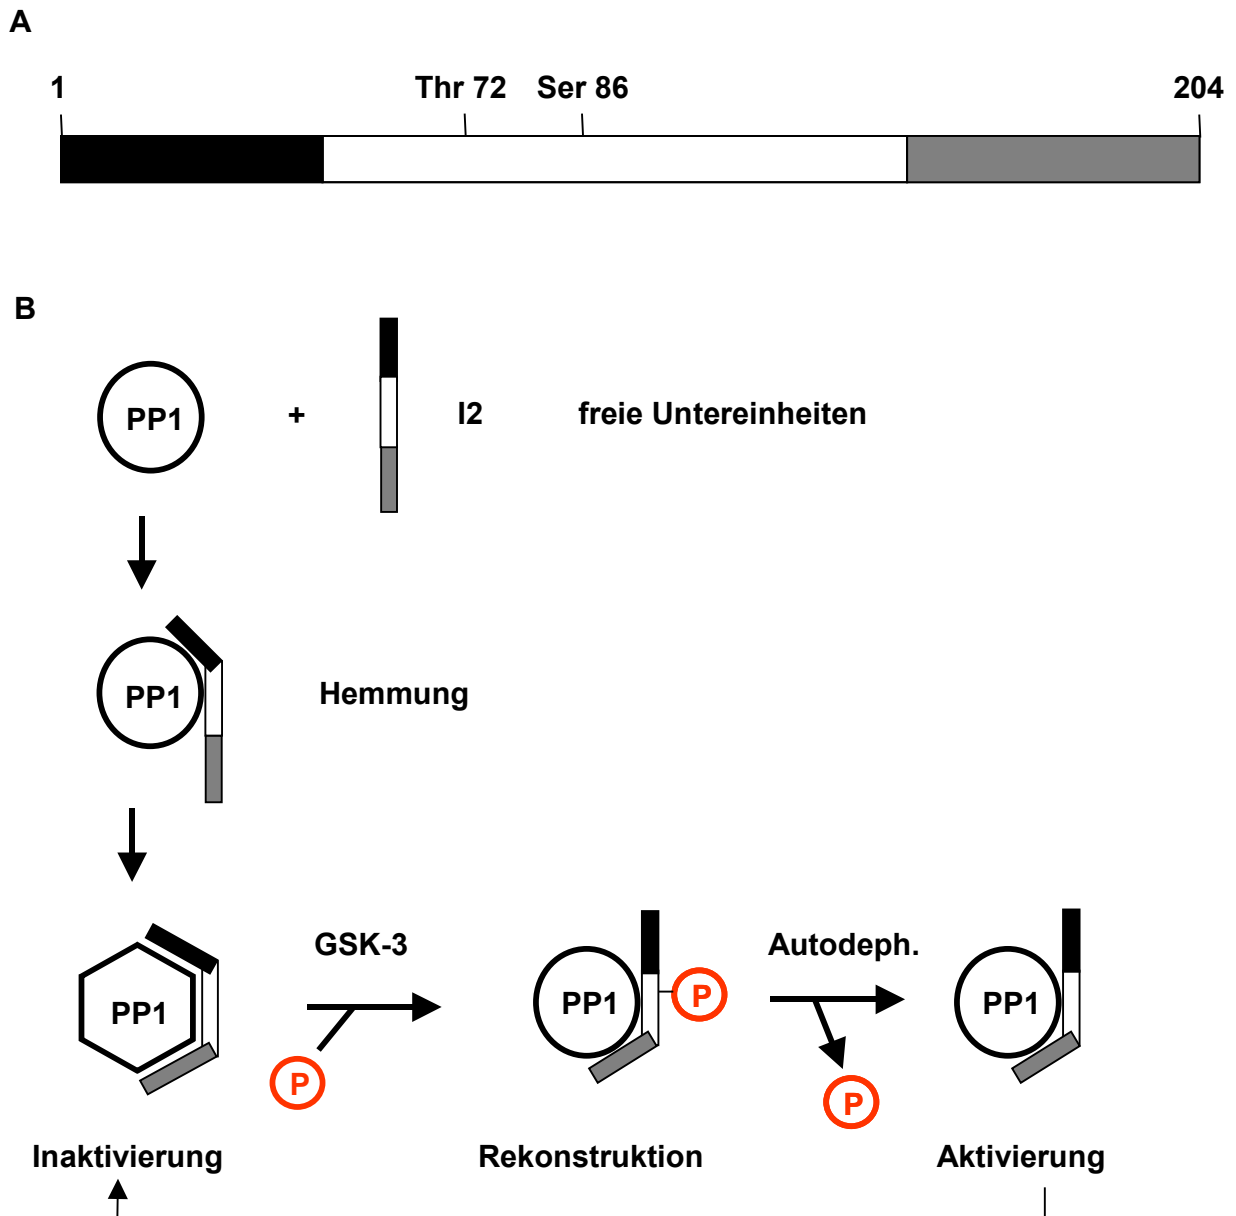 A
1 Thr 72 Ser 86 204
B
PP1 + I2 freie Untereinheiten
PP1 Hemmung
GSK-3 Autodeph.
PP1 PP1 P PP1
P P
Inaktivierung Rekonstruktion Aktivierung